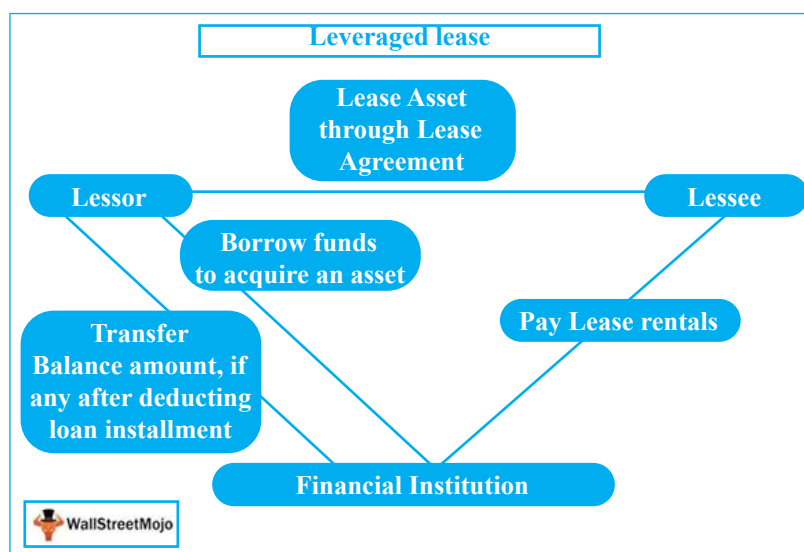 Leveraged lease
Lease Asset
through Lease
Agreement
Lessor
Lessee
Borrow funds
to acquire an asset
Pay Lease rentals
Transfer
Balance amount, if
any after deducting
loan installment
Financial Institution
WallStreetMojo